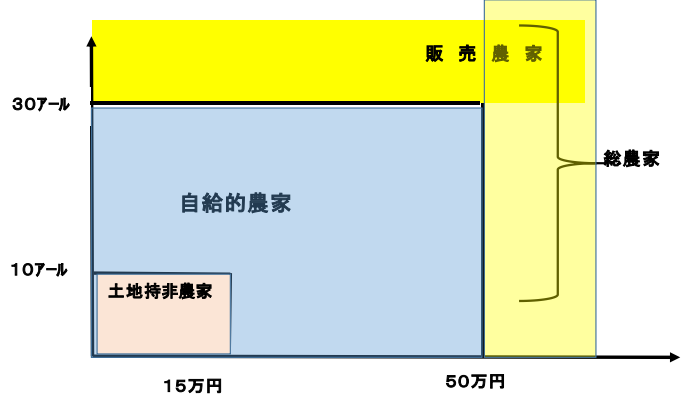 販 売 農 家
30アール
総農家
自給的農家
10アール
土地持非農家
15万円
50万円